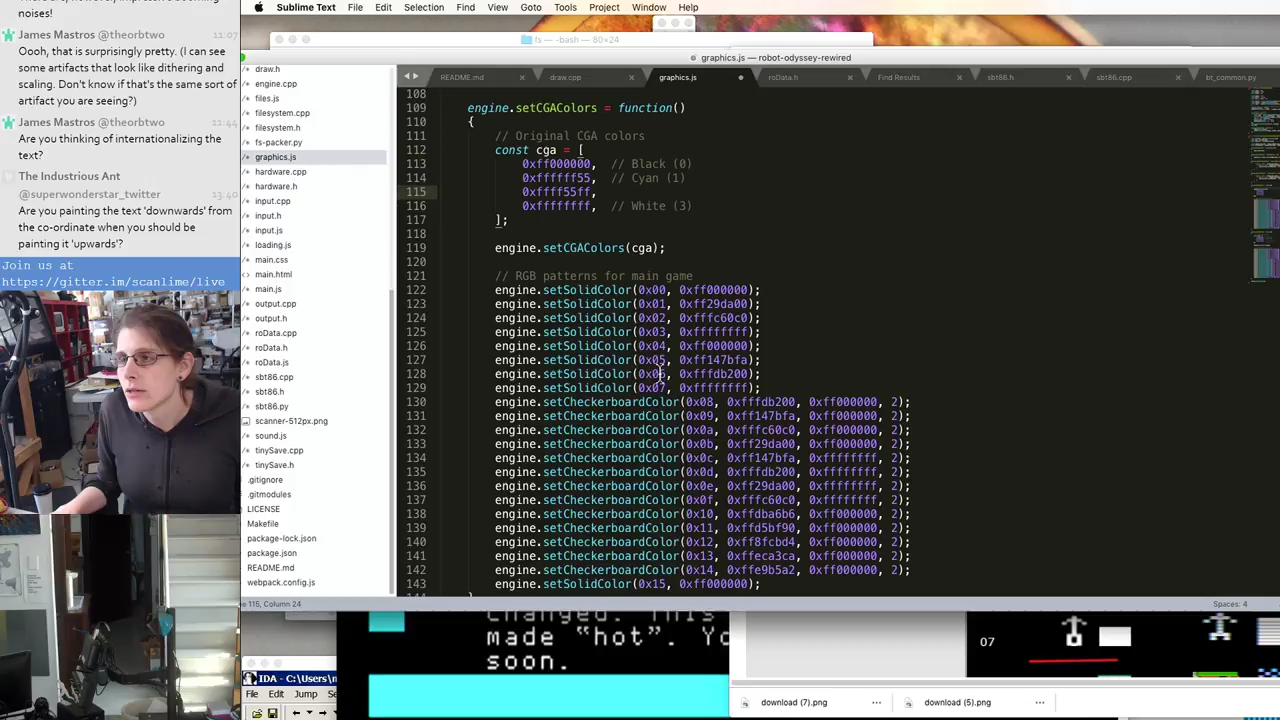 noises!
James Mastros @theorbtwo 11:07
Oooh, that is surprisingly pretty. (I can see
some artifacts that look like dithering and
scaling. Don't know if that's the same sort of
artifact you are seeing?)
James Mastros @theorbtwo 11:44
Are you thinking of internationalizing the
text?
The Industrious Ant
@superwonderstar_twitter 13:40
Are you painting the text 'downwards' from
the co-ordinate when you should be
painting it 'upwards'?
Join us at
https://gitter.im/scanlime/live
Sublime Text File Edit Selection Find View Goto Tools Project Window Help
fs — -bash — 80×24
graphics.js — robot-odyssey-rewired
README.md draw.cpp graphics.js roData.h Find Results sbt86.h sbt86.cpp bt_common.py
draw.h
engine.cpp
files.js
filesystem.cpp
filesystem.h
fs-packer.py
graphics.js
hardware.cpp
hardware.h
input.cpp
input.h
input.js
loading.js
main.css
main.html
main.js
output.cpp
output.h
roData.cpp
roData.h
roData.js
sbt86.cpp
sbt86.h
sbt86.py
scanner-512px.png
sound.js
tinySave.cpp
tinySave.h
.gitignore
.gitmodules
LICENSE
Makefile
package-lock.json
package.json
README.md
webpack.config.js
108
109 engine.setCGAColors = function()
110 {
111 // Original CGA colors
112 const cga = [
113 0xff000000, // Black (0)
114 0xffffff55, // Cyan (1)
115 0xffff55ff,
116 0xffffffff, // White (3)
117 ];
118
119 engine.setCGAColors(cga);
120
121 // RGB patterns for main game
122 engine.setSolidColor(0x00, 0xff000000);
123 engine.setSolidColor(0x01, 0xff29da00);
124 engine.setSolidColor(0x02, 0xfffc60c0);
125 engine.setSolidColor(0x03, 0xffffffff);
126 engine.setSolidColor(0x04, 0xff000000);
127 engine.setSolidColor(0x05, 0xff147bfa);
128 engine.setSolidColor(0x06, 0xfffdb200);
129 engine.setSolidColor(0x07, 0xffffffff);
130 engine.setCheckerboardColor(0x08, 0xfffdb200, 0xff000000, 2);
131 engine.setCheckerboardColor(0x09, 0xff147bfa, 0xff000000, 2);
132 engine.setCheckerboardColor(0x0a, 0xfffc60c0, 0xff000000, 2);
133 engine.setCheckerboardColor(0x0b, 0xff29da00, 0xff000000, 2);
134 engine.setCheckerboardColor(0x0c, 0xff147bfa, 0xffffffff, 2);
135 engine.setCheckerboardColor(0x0d, 0xfffdb200, 0xffffffff, 2);
136 engine.setCheckerboardColor(0x0e, 0xff29da00, 0xffffffff, 2);
137 engine.setCheckerboardColor(0x0f, 0xfffc60c0, 0xffffffff, 2);
138 engine.setCheckerboardColor(0x10, 0xffdba6b6, 0xff000000, 2);
139 engine.setCheckerboardColor(0x11, 0xffd5bf90, 0xff000000, 2);
140 engine.setCheckerboardColor(0x12, 0xff8fcbd4, 0xff000000, 2);
141 engine.setCheckerboardColor(0x13, 0xffeca3ca, 0xff000000, 2);
142 engine.setCheckerboardColor(0x14, 0xffe9b5a2, 0xff000000, 2);
143 engine.setSolidColor(0x15, 0xff000000);
115, Column 24 Spaces: 4
changed. This
made "hot". Yo
soon.
07
IDA - C:\Users\m
File Edit Jump
download (7).png download (5).png